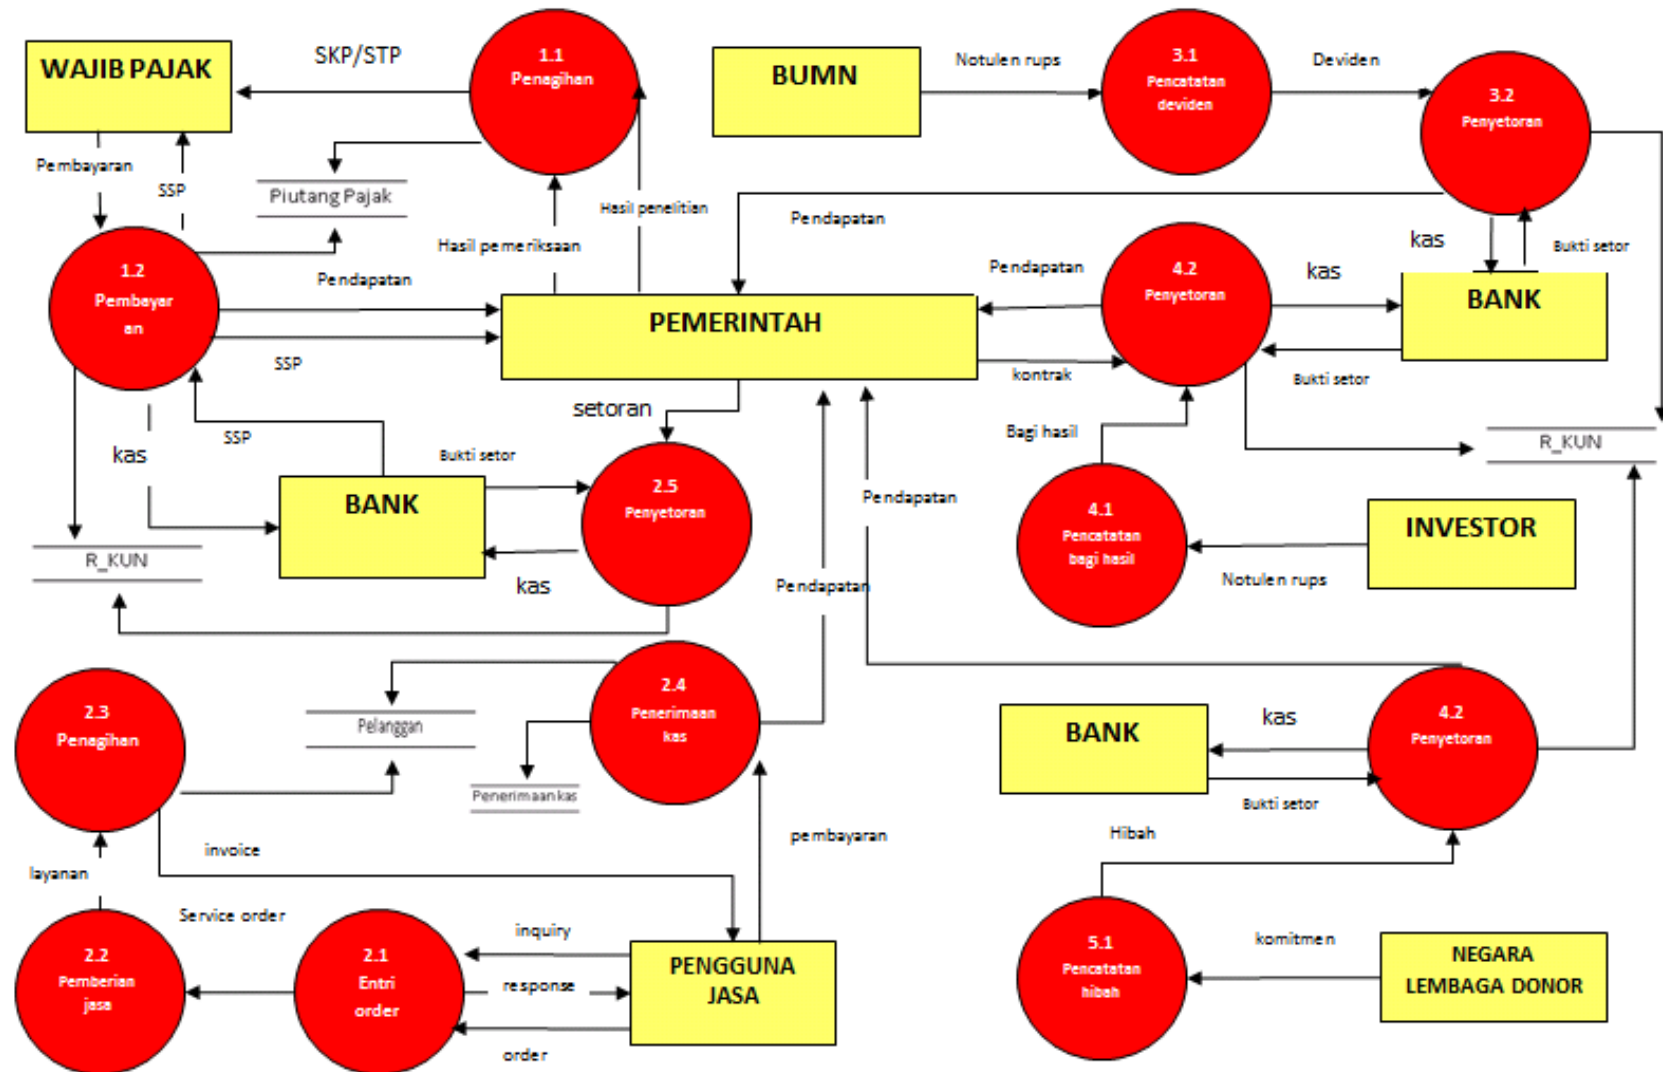 WAJIB PAJAK
SKP/STP
1.1
Penagihan
BUMN
Notulen rups
3.1
Pencatatan
deviden
Deviden
3.2
Penyetoran
Pembayaran
SSP
Piutang Pajak
Hasil penelitian
Hasil pemeriksaan
Pendapatan
kas
Bukti setor
1.2
Pembayar
an
Pendapatan
SSP
PEMERINTAH
Pendapatan
kontrak
4.2
Penyetoran
kas
BANK
Bukti setor
setoran
SSP
kas
Bukti setor
BANK
2.5
Penyetoran
kas
R_KUN
Bagi hasil
R_KUN
Pendapatan
4.1
Pencatatan
bagi hasil
INVESTOR
Notulen rups
Pendapatan
2.3
Penagihan
Pelanggan
2.4
Penerimaan
kas
Penerimaan kas
BANK
kas
4.2
Penyetoran
Bukti setor
pembayaran
Hibah
invoice
layanan
Service order
2.2
Pemberian
jasa
2.1
Entri
order
inquiry
response
order
PENGGUNA
JASA
5.1
Pencatatan
hibah
komitmen
NEGARA
LEMBAGA DONOR